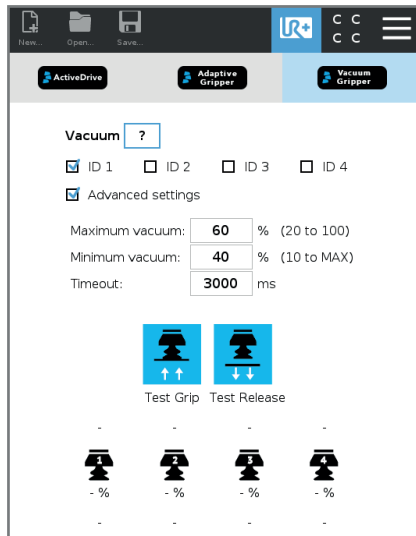 New... Open... Save...
UR+ C C
C C
ActiveDrive Adaptive Gripper Vacuum Gripper
Vacuum ?
ID 1 ID 2 ID 3 ID 4
Advanced settings
Maximum vacuum: 60 % (20 to 100)
Minimum vacuum: 40 % (10 to MAX)
Timeout: 3000 ms
Test Grip Test Release
- - - -
1 2 3 4
- % - % - % - %
- - - -